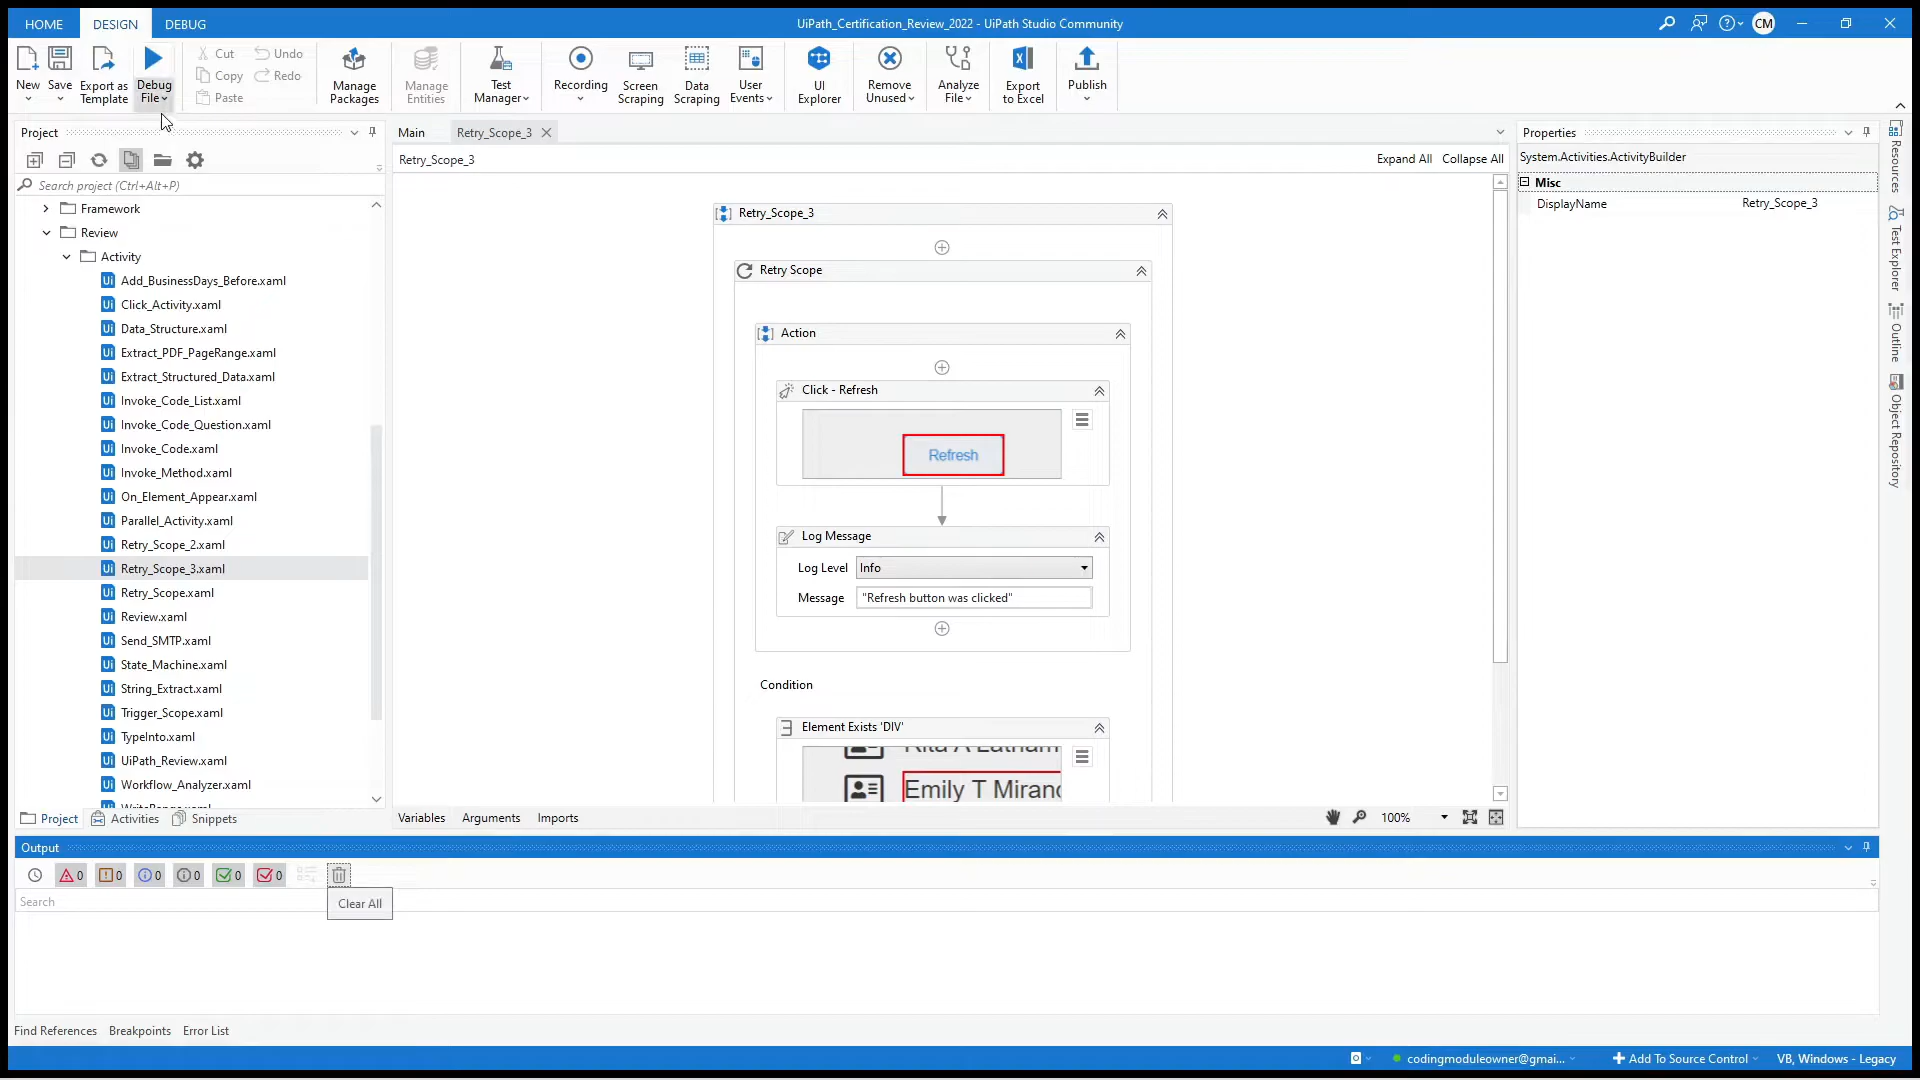 HOME
DESIGN
DEBUG
UiPath_Certification_Review_2022 - UiPath Studio Community
CM
New
Save
Export as Template
Debug File
Cut
Copy
Paste
Undo
Redo
Manage Packages
Manage Entities
Test Manager
Recording
Screen Scraping
Data Scraping
User Events
UI Explorer
Remove Unused
Analyze File
Export to Excel
Publish
Project
Search project (Ctrl+Alt+P)
Framework
Review
Activity
Add_BusinessDays_Before.xaml
Click_Activity.xaml
Data_Structure.xaml
Extract_PDF_PageRange.xaml
Extract_Structured_Data.xaml
Invoke_Code_List.xaml
Invoke_Code_Question.xaml
Invoke_Code.xaml
Invoke_Method.xaml
On_Element_Appear.xaml
Parallel_Activity.xaml
Retry_Scope_2.xaml
Retry_Scope_3.xaml
Retry_Scope.xaml
Review.xaml
Send_SMTP.xaml
State_Machine.xaml
String_Extract.xaml
Trigger_Scope.xaml
TypeInto.xaml
UiPath_Review.xaml
Workflow_Analyzer.xaml
Project
Activities
Snippets
Main
Retry_Scope_3
Retry_Scope_3
Expand All
Collapse All
Retry_Scope_3
Retry Scope
Action
Click - Refresh
Refresh
Log Message
Log Level
Info
Message
"Refresh button was clicked"
Condition
Element Exists 'DIV'
Rita A Latham
Emily T Miran
Variables
Arguments
Imports
100%
Properties
System.Activities.ActivityBuilder
Misc
DisplayName
Retry_Scope_3
Resources
Test Explorer
Outline
Object Repository
Output
0
0
0
0
0
0
Search
Clear All
Find References
Breakpoints
Error List
codingmoduleowner@gmai...
Add To Source Control
VB, Windows - Legacy